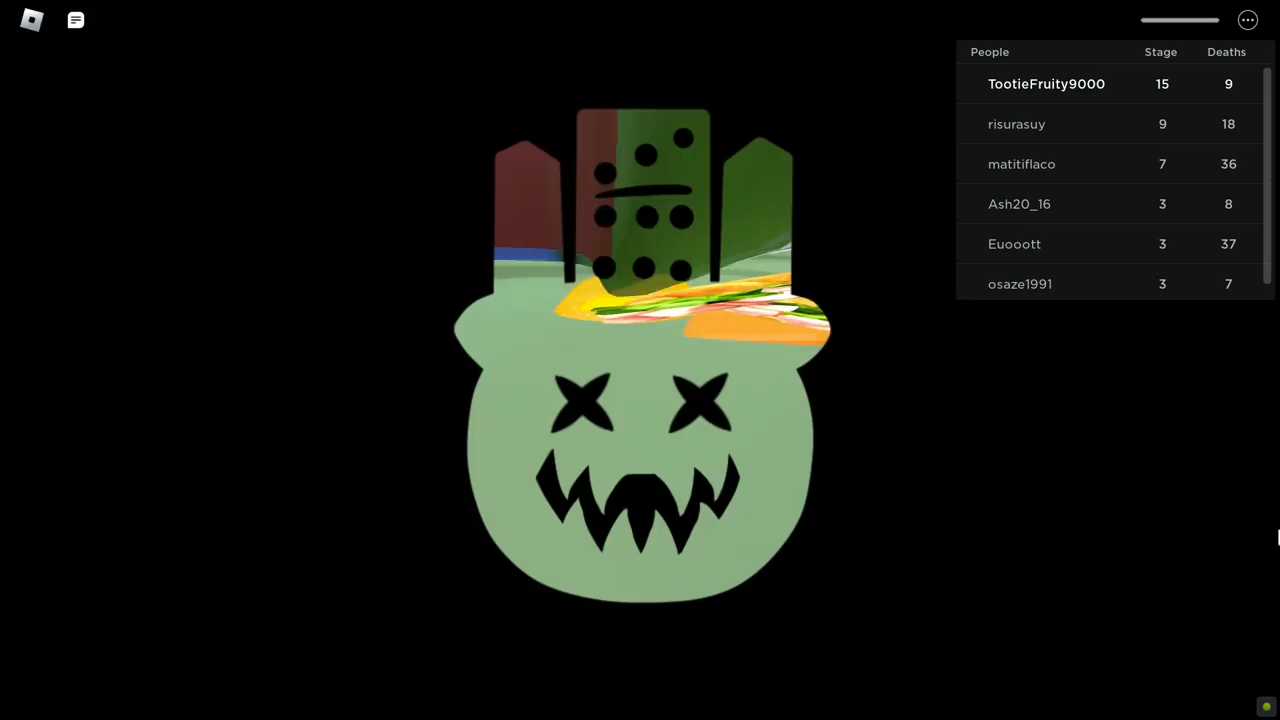 People Stage Deaths
TootieFruity9000 15 9
risurasuy 9 18
matitiflaco 7 36
Ash20_16 3 8
Euooott 3 37
osaze1991 3 7